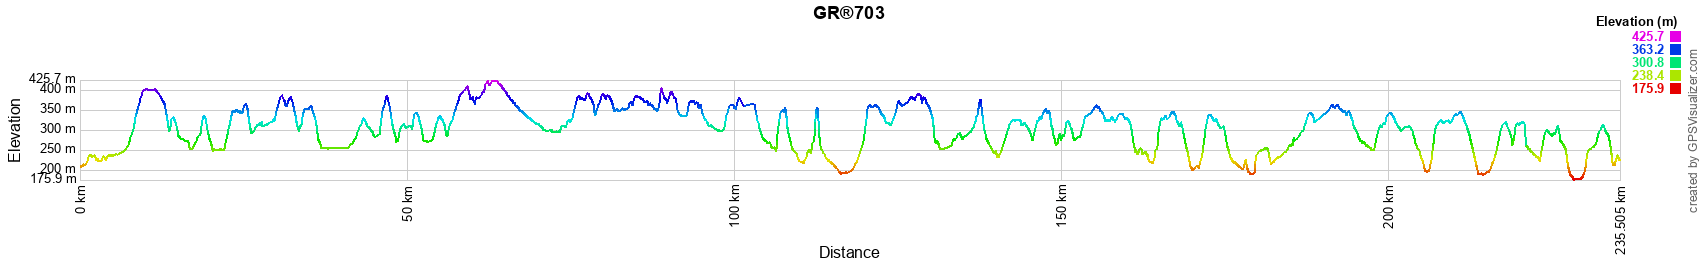 GR®703
Elevation (m)
425.7
363.2
300.8
238.4
175.9
Elevation
425.7 m
400 m
350 m
300 m
250 m
200 m
175.9 m
0 km
50 km
100 km
150 km
200 km
235.505 km
Distance
created by GPSVisualizer.com